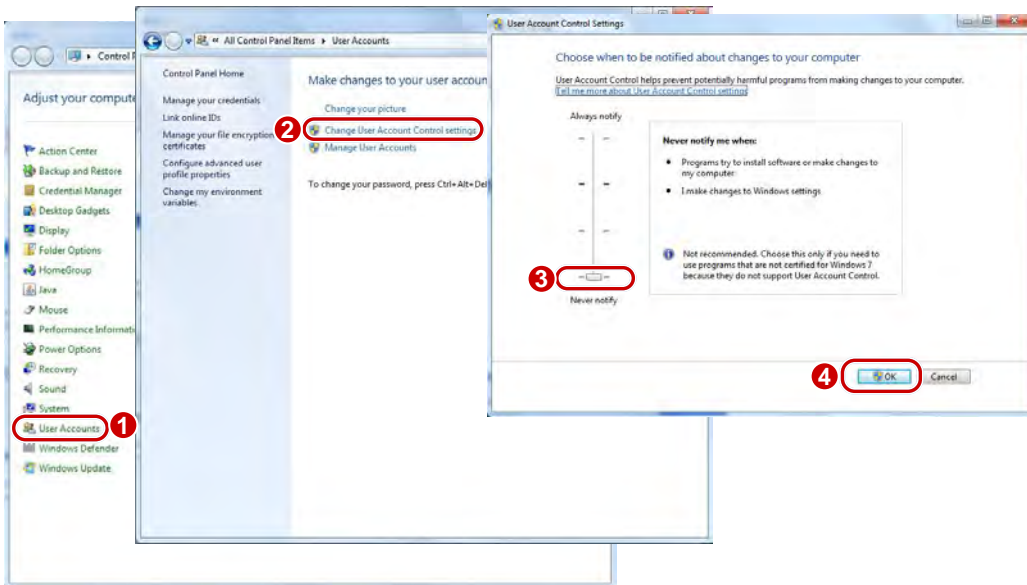 Control
Adjust your compute
Action Center
Backup and Restore
Credential Manager
Desktop Gadgets
Display
Folder Options
HomeGroup
Java
Mouse
Performance Informati
Power Options
Recovery
Sound
System
User Accounts
1
Windows Defender
Windows Update
« All Control Panel Items User Accounts
Control Panel Home
Manage your credentials
Link online IDs
Manage your file encryption
certificates
Configure advanced user
profile properties
Change my environment
variables
Make changes to your user accoun
Change your picture
2
Change User Account Control settings
Manage User Accounts
To change your password, press Ctrl+Alt+Del
User Account Control Settings
Choose when to be notified about changes to your computer
User Account Control helps prevent potentially harmful programs from making changes to your computer.
Tell me more about User Account Control settings
Always notify
3
Never notify
Never notify me when:
• Programs try to install software or make changes to
my computer
• I make changes to Windows settings
Not recommended. Choose this only if you need to
use programs that are not certified for Windows 7
because they do not support User Account Control.
4
OK
Cancel